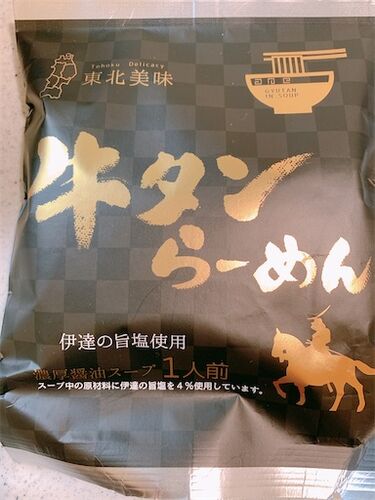 Tohoku Delicacy
東北美味
GYUTAN
IN SOUP
牛タン
らーめん
伊達の旨塩使用
濃厚醤油スープ 1人前
スープ中の原材料に伊達の旨塩を4％使用しています。